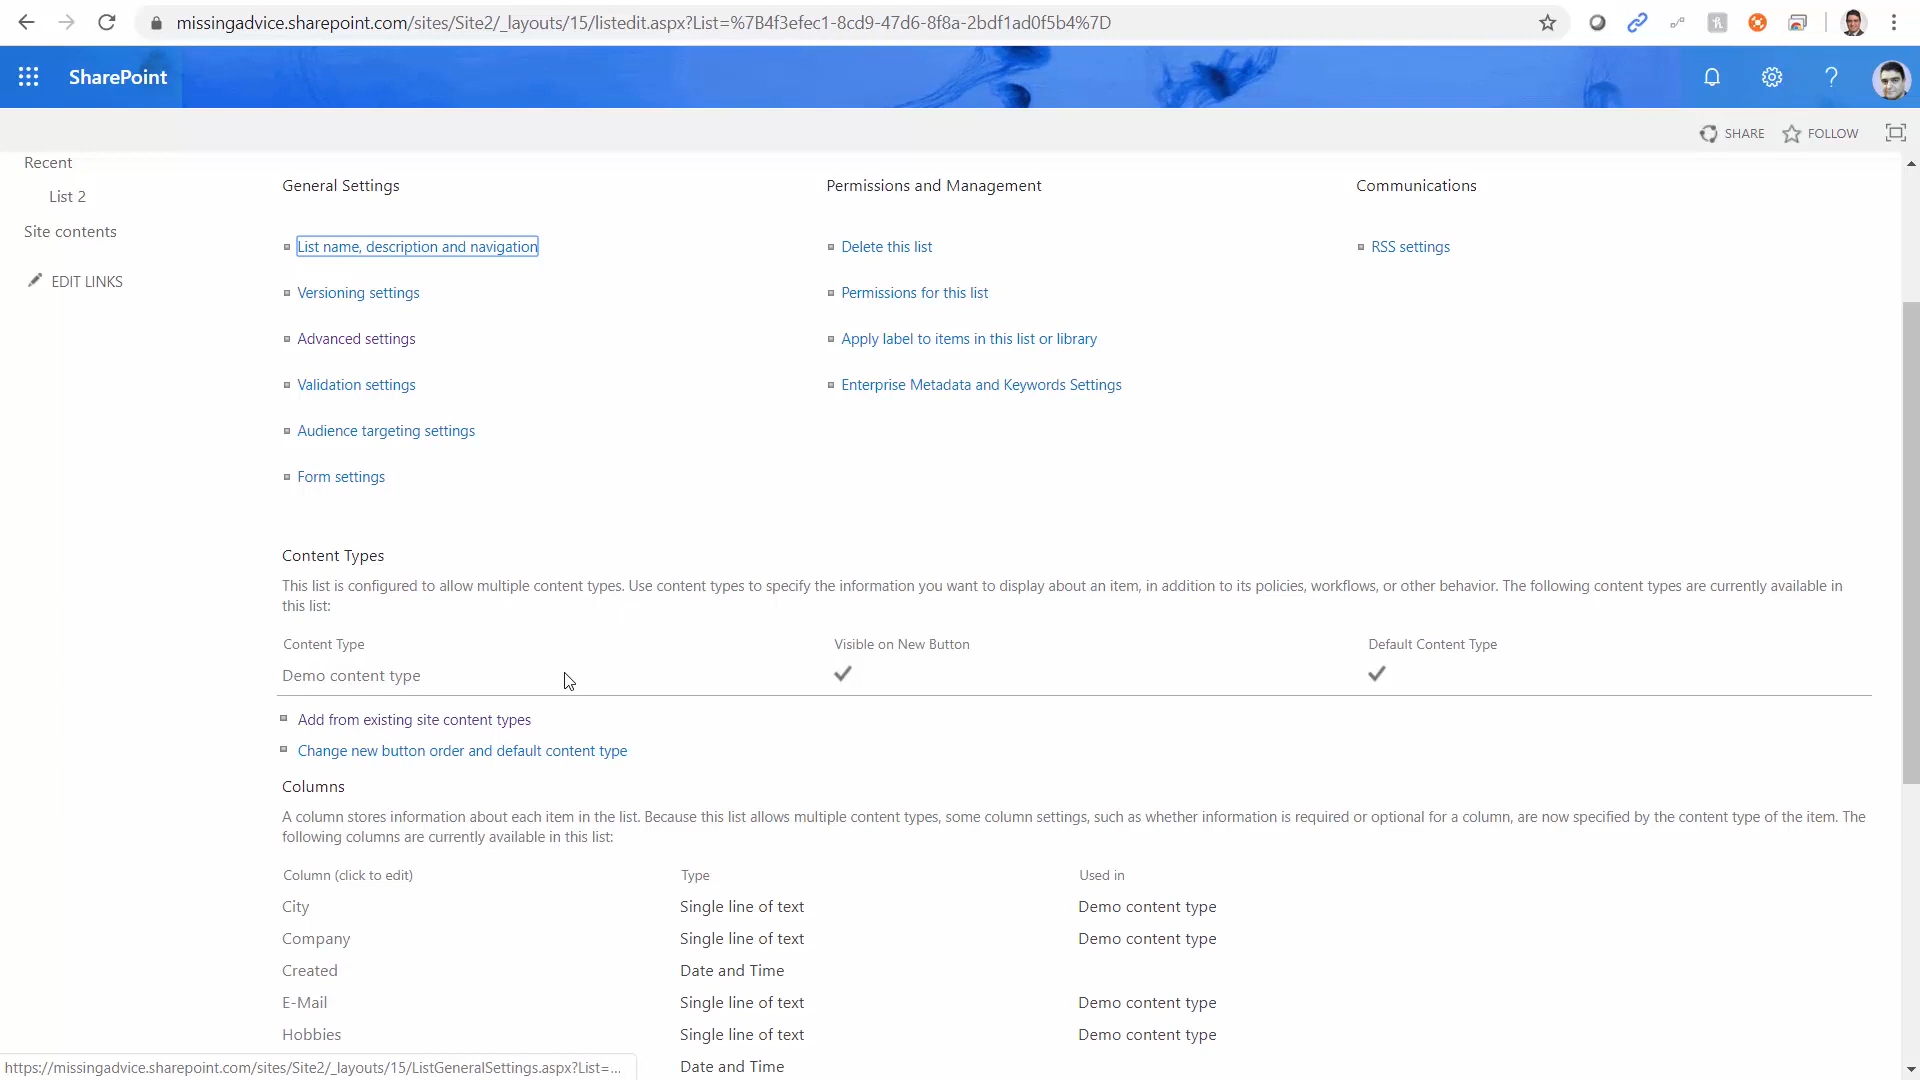 missingadvice.sharepoint.com/sites/Site2/_layouts/15/listedit.aspx?List=%7B4f3efec1-8cd9-47d6-8f8a-2bdf1ad0f5b4%7D
SharePoint
SHARE
FOLLOW
Recent
List 2
Site contents
EDIT LINKS
General Settings
List name, description and navigation
Versioning settings
Advanced settings
Validation settings
Audience targeting settings
Form settings
Permissions and Management
Delete this list
Permissions for this list
Apply label to items in this list or library
Enterprise Metadata and Keywords Settings
Communications
RSS settings
Content Types
This list is configured to allow multiple content types. Use content types to specify the information you want to display about an item, in addition to its policies, workflows, or other behavior. The following content types are currently available in
this list:
Content Type Visible on New Button Default Content Type
Demo content type
Add from existing site content types
Change new button order and default content type
Columns
A column stores information about each item in the list. Because this list allows multiple content types, some column settings, such as whether information is required or optional for a column, are now specified by the content type of the item. The
following columns are currently available in this list:
Column (click to edit) Type Used in
City Single line of text Demo content type
Company Single line of text Demo content type
Created Date and Time
E-Mail Single line of text Demo content type
Hobbies Single line of text Demo content type
Date and Time
https://missingadvice.sharepoint.com/sites/Site2/_layouts/15/ListGeneralSettings.aspx?List=...